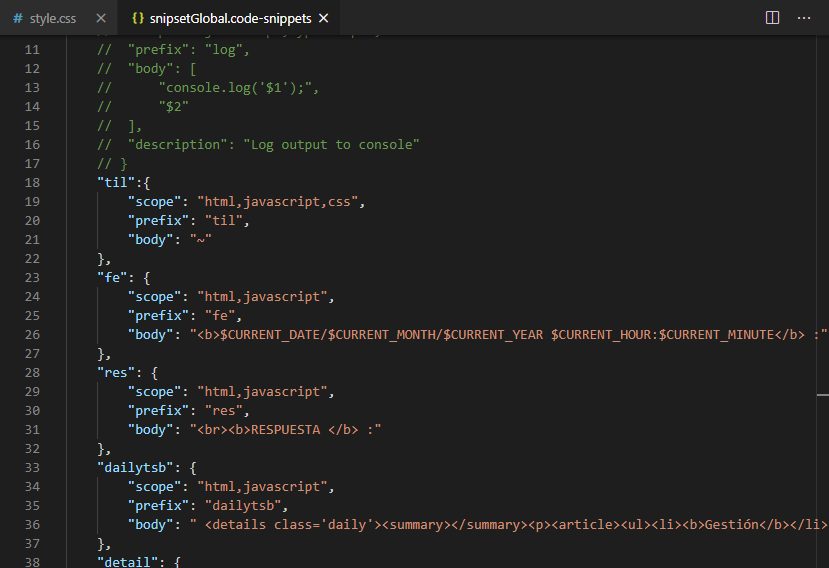 # style.css × {} snipsetGlobal.code-snippets ×
11 // "prefix": "log",
12 // "body": [
13 // "console.log('$1');",
14 // "$2"
15 // ],
16 // "description": "Log output to console"
17 // }
18 "til":{
19 "scope": "html,javascript,css",
20 "prefix": "til",
21 "body": "~"
22 },
23 "fe": {
24 "scope": "html,javascript",
25 "prefix": "fe",
26 "body": "<b>$CURRENT_DATE/$CURRENT_MONTH/$CURRENT_YEAR $CURRENT_HOUR:$CURRENT_MINUTE</b> :"
27 },
28 "res": {
29 "scope": "html,javascript",
30 "prefix": "res",
31 "body": "<br><b>RESPUESTA </b> :"
32 },
33 "dailytsb": {
34 "scope": "html,javascript",
35 "prefix": "dailytsb",
36 "body": " <details class='daily'><summary></summary><p><article><ul><li><b>Gestión</b></li>
37 },
38 "detail": {